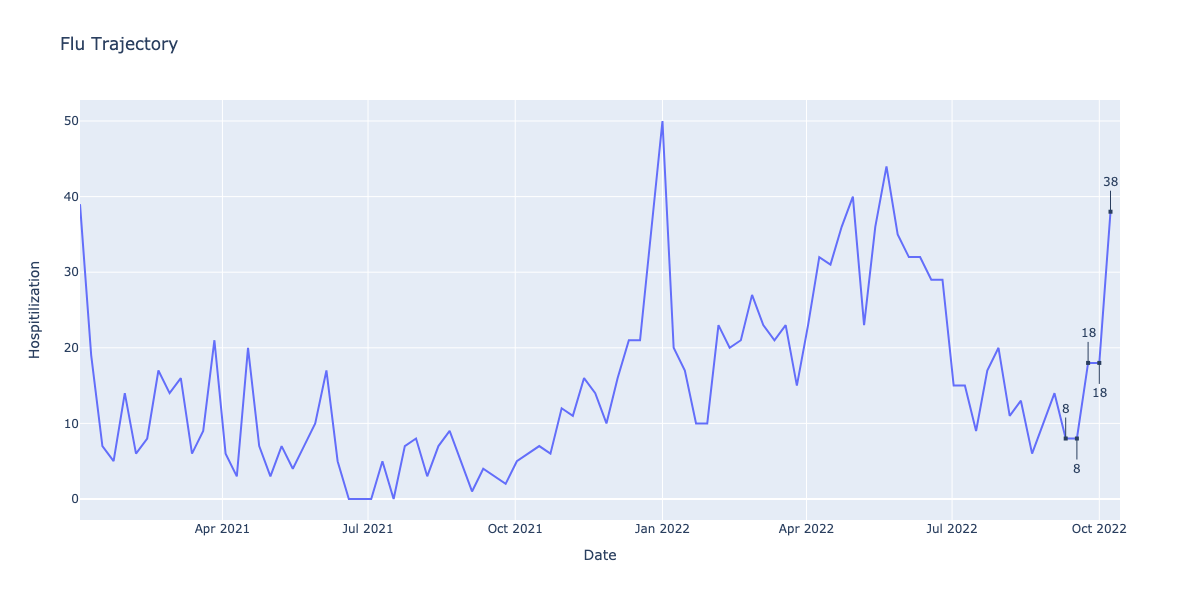 Flu Trajectory
50
40
30
20
10
0
Hospitilization
38
18
18
8
8
Apr 2021
Jul 2021
Oct 2021
Jan 2022
Apr 2022
Jul 2022
Oct 2022
Date